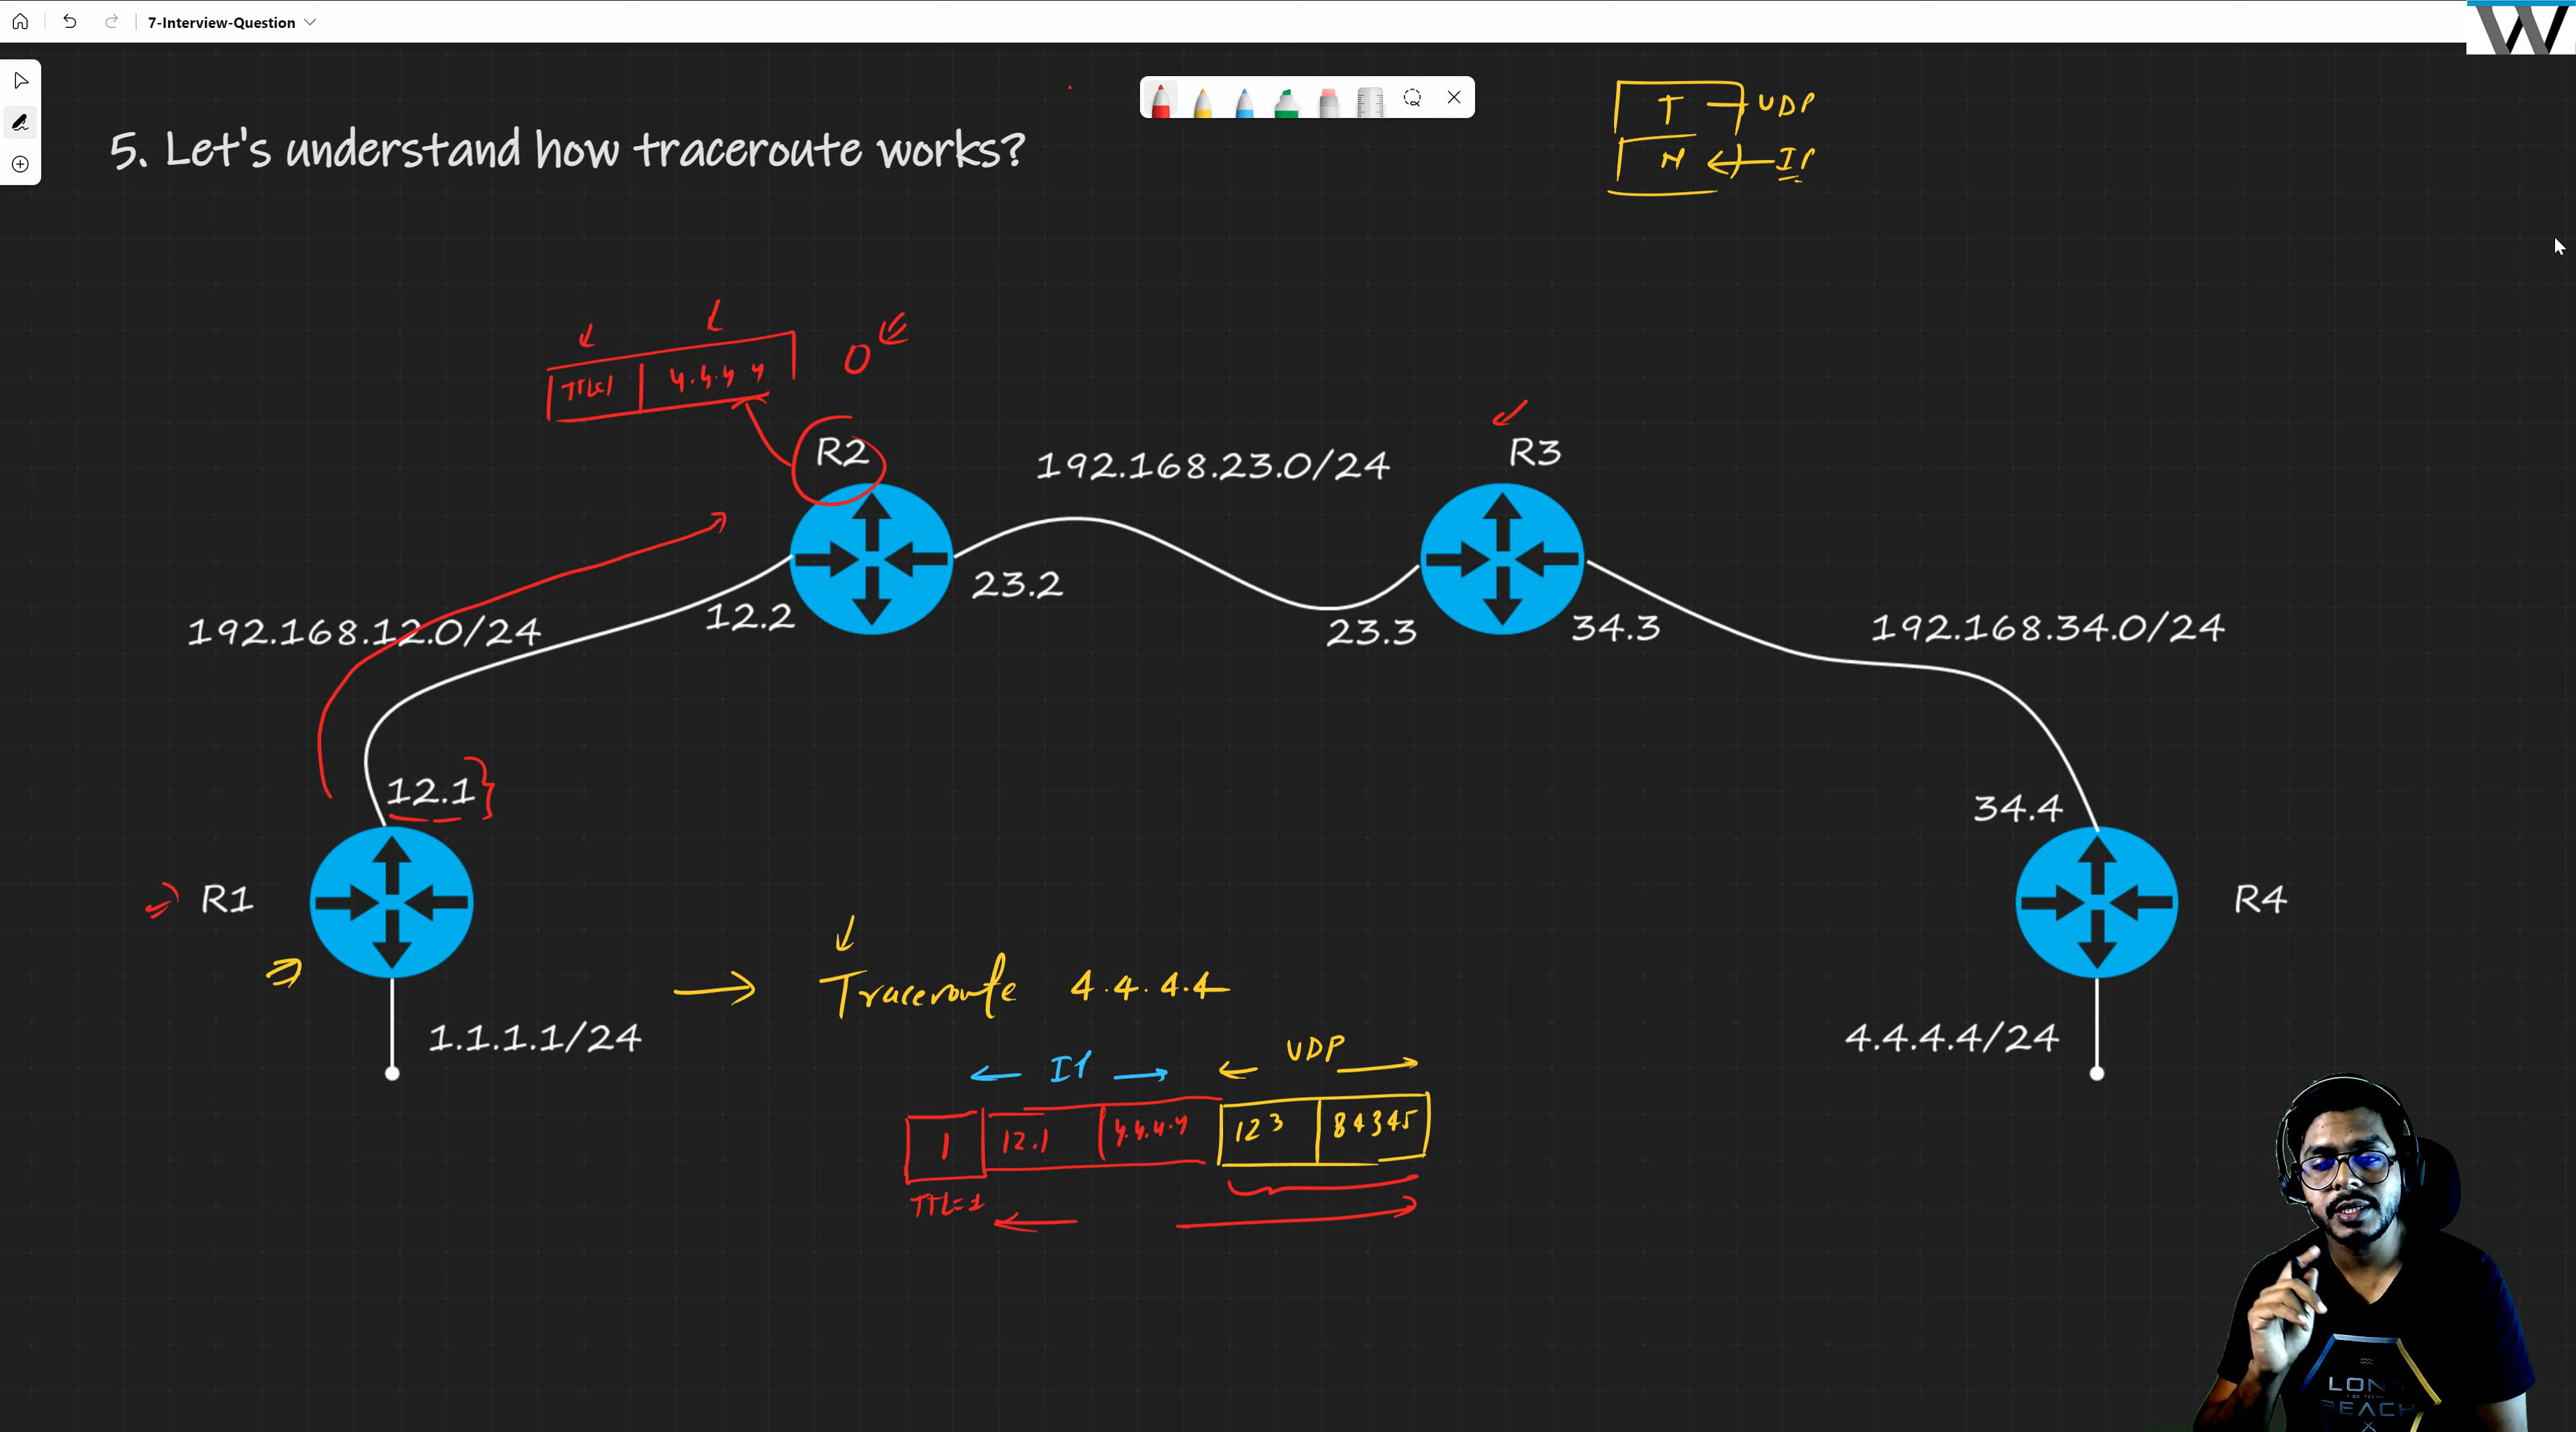 7-Interview-Question
W
5. Let's understand how traceroute works?
T UDP
N IP
TTL=1 4.4.4.4 0
R2
192.168.23.0/24
R3
23.2
12.2
23.3
34.3
192.168.12.0/24
192.168.34.0/24
12.1
34.4
R1
R4
Traceroute 4.4.4.4
1.1.1.1/24
4.4.4.4/24
IP UDP
1 12.1 4.4.4.4 123 84345
TTL=1
LONG
BEACH